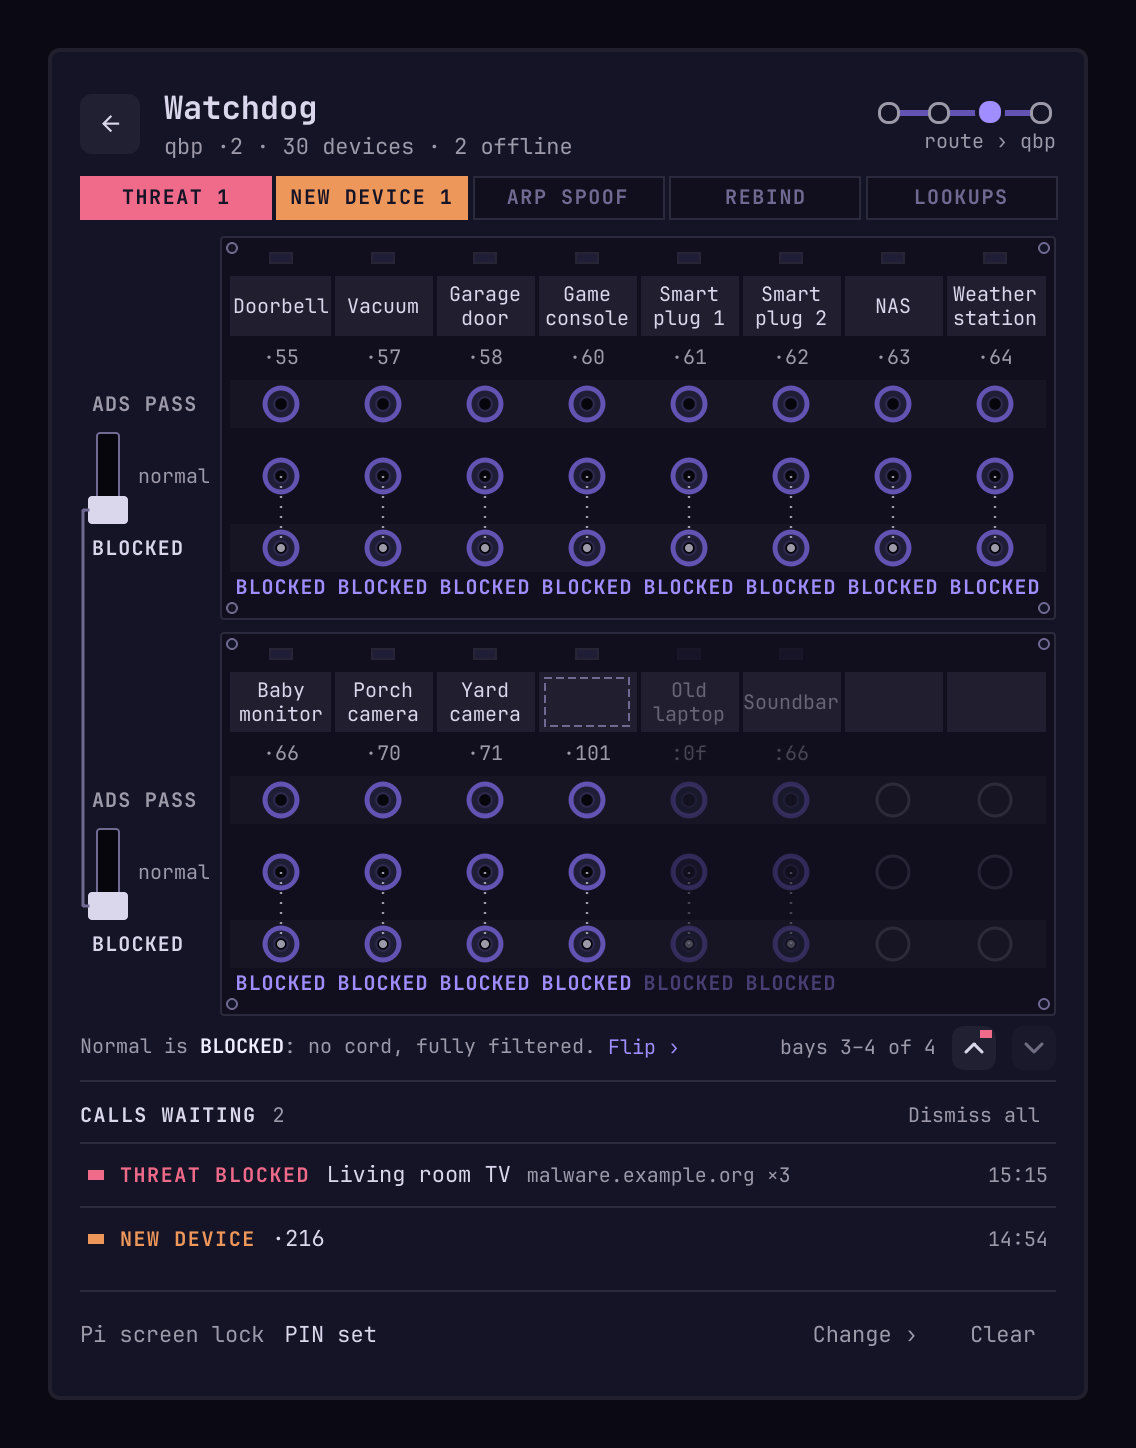 Watchdog
qbp ·2 · 30 devices · 2 offline
route › qbp
THREAT 1 NEW DEVICE 1 ARP SPOOF REBIND LOOKUPS
Doorbell Vacuum Garage door Game console Smart plug 1 Smart plug 2 NAS Weather station
·55 ·57 ·58 ·60 ·61 ·62 ·63 ·64
ADS PASS
normal
BLOCKED
BLOCKED BLOCKED BLOCKED BLOCKED BLOCKED BLOCKED BLOCKED BLOCKED
Baby monitor Porch camera Yard camera Old laptop Soundbar
·66 ·70 ·71 ·101 :0f :66
ADS PASS
normal
BLOCKED
BLOCKED BLOCKED BLOCKED BLOCKED BLOCKED BLOCKED
Normal is BLOCKED: no cord, fully filtered. Flip › bays 3–4 of 4
CALLS WAITING 2 Dismiss all
THREAT BLOCKED Living room TV malware.example.org ×3 15:15
NEW DEVICE ·216 14:54
Pi screen lock PIN set Change › Clear